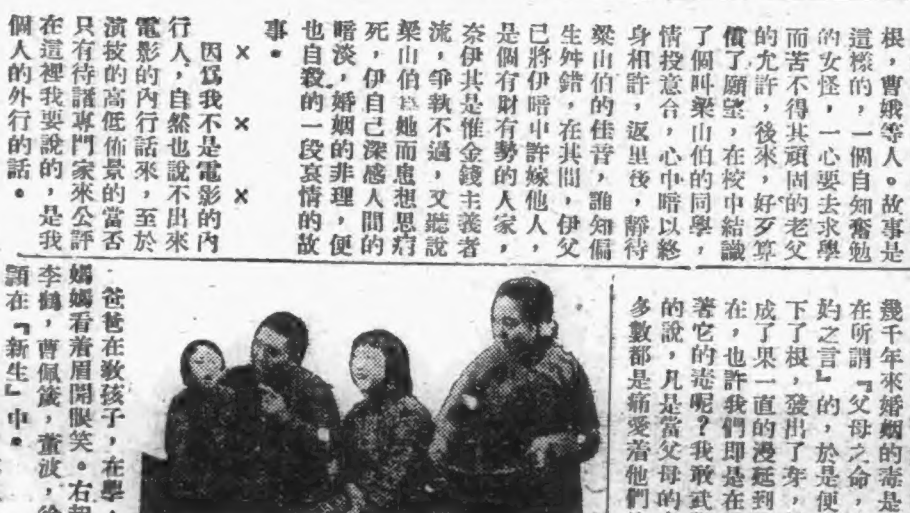 根，曹娥等人。故事是
這樣的，一個自知奮勉
的女怪，一心要去求學
而苦不得其頑固的老父
的允許，後來，好歹算
償了願望，在校中結識
了個叫梁山伯的同學，
情投意合，心中暗以終
身相許，返里後，靜待
梁山伯的佳音，誰知偏
生舛錯，在其間，伊父
已將伊暗中許嫁他人，
是個有財有勢的人家，
奈伊其是惟金錢主義者
流，爭執不過，又聽說
梁山伯爲她而患想思病
死，伊自己深感人間的
暗淡，婚姻的非理，便
也自殺的一段哀情的故
事。
× × ×
因爲我不是電影的內
行人，自然也說不出來
電影的內行話來，至於
演技的高低佈景的當否
只有待諸專門家來公評
在這裡我要說的，是我
個人的外行的話。
幾千年來婚姻的毒是
在所謂『父母之命，
妁之言』的，於是便
下了根，發出了芽，
成了果一直的漫延到
在，也許我們即是在
著它的毒呢？我敢武
的說，凡是當父母的
多數都是痛愛着他們
爸爸在教孩子，在學，
媽媽看着眉開眼笑。右起
李鶴，曹佩箴，董波，徐
穎在『新生』中。